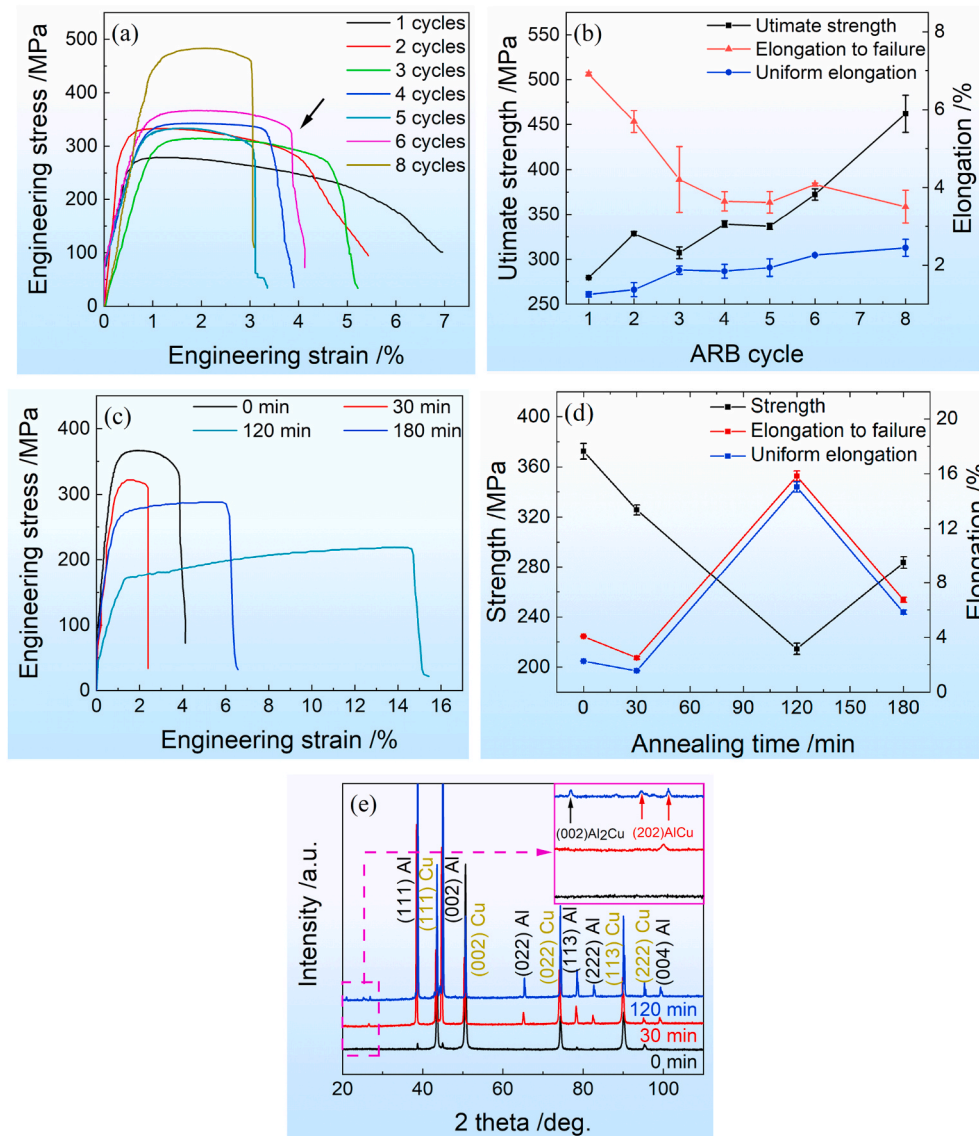 (a)
1 cycles
2 cycles
3 cycles
4 cycles
5 cycles
6 cycles
8 cycles
Engineering stress /MPa
500
400
300
200
100
0
0 1 2 3 4 5 6 7
Engineering strain /%
(b)
Utimate strength
Elongation to failure
Uniform elongation
Utimate strength/MPa
575
550
500
450
400
350
300
250
1 2 3 4 5 6 8
ARB cycle
8
6
4
2
Elongation /%
(c)
0 min
30 min
120 min
180 min
Engineering stress /MPa
400
300
200
100
0
0 2 4 6 8 10 12 14 16
Engineering strain /%
(d)
Strength
Elongation to failure
Uniform elongation
Strength /MPa
400
360
320
280
240
200
0 30 60 90 120 150 180
Annealing time /min
20
16
12
8
4
0
Elongation /%
(e)
Intensity /a.u.
(111) Al
(111) Cu
(002) Al
(002) Cu
(022) Al
(022) Cu
(113) Al
(222) Al
(113) Cu
(222) Cu
(004) Al
(002)Al₂Cu
(202)AlCu
120 min
30 min
0 min
20 40 60 80 100
2 theta /deg.